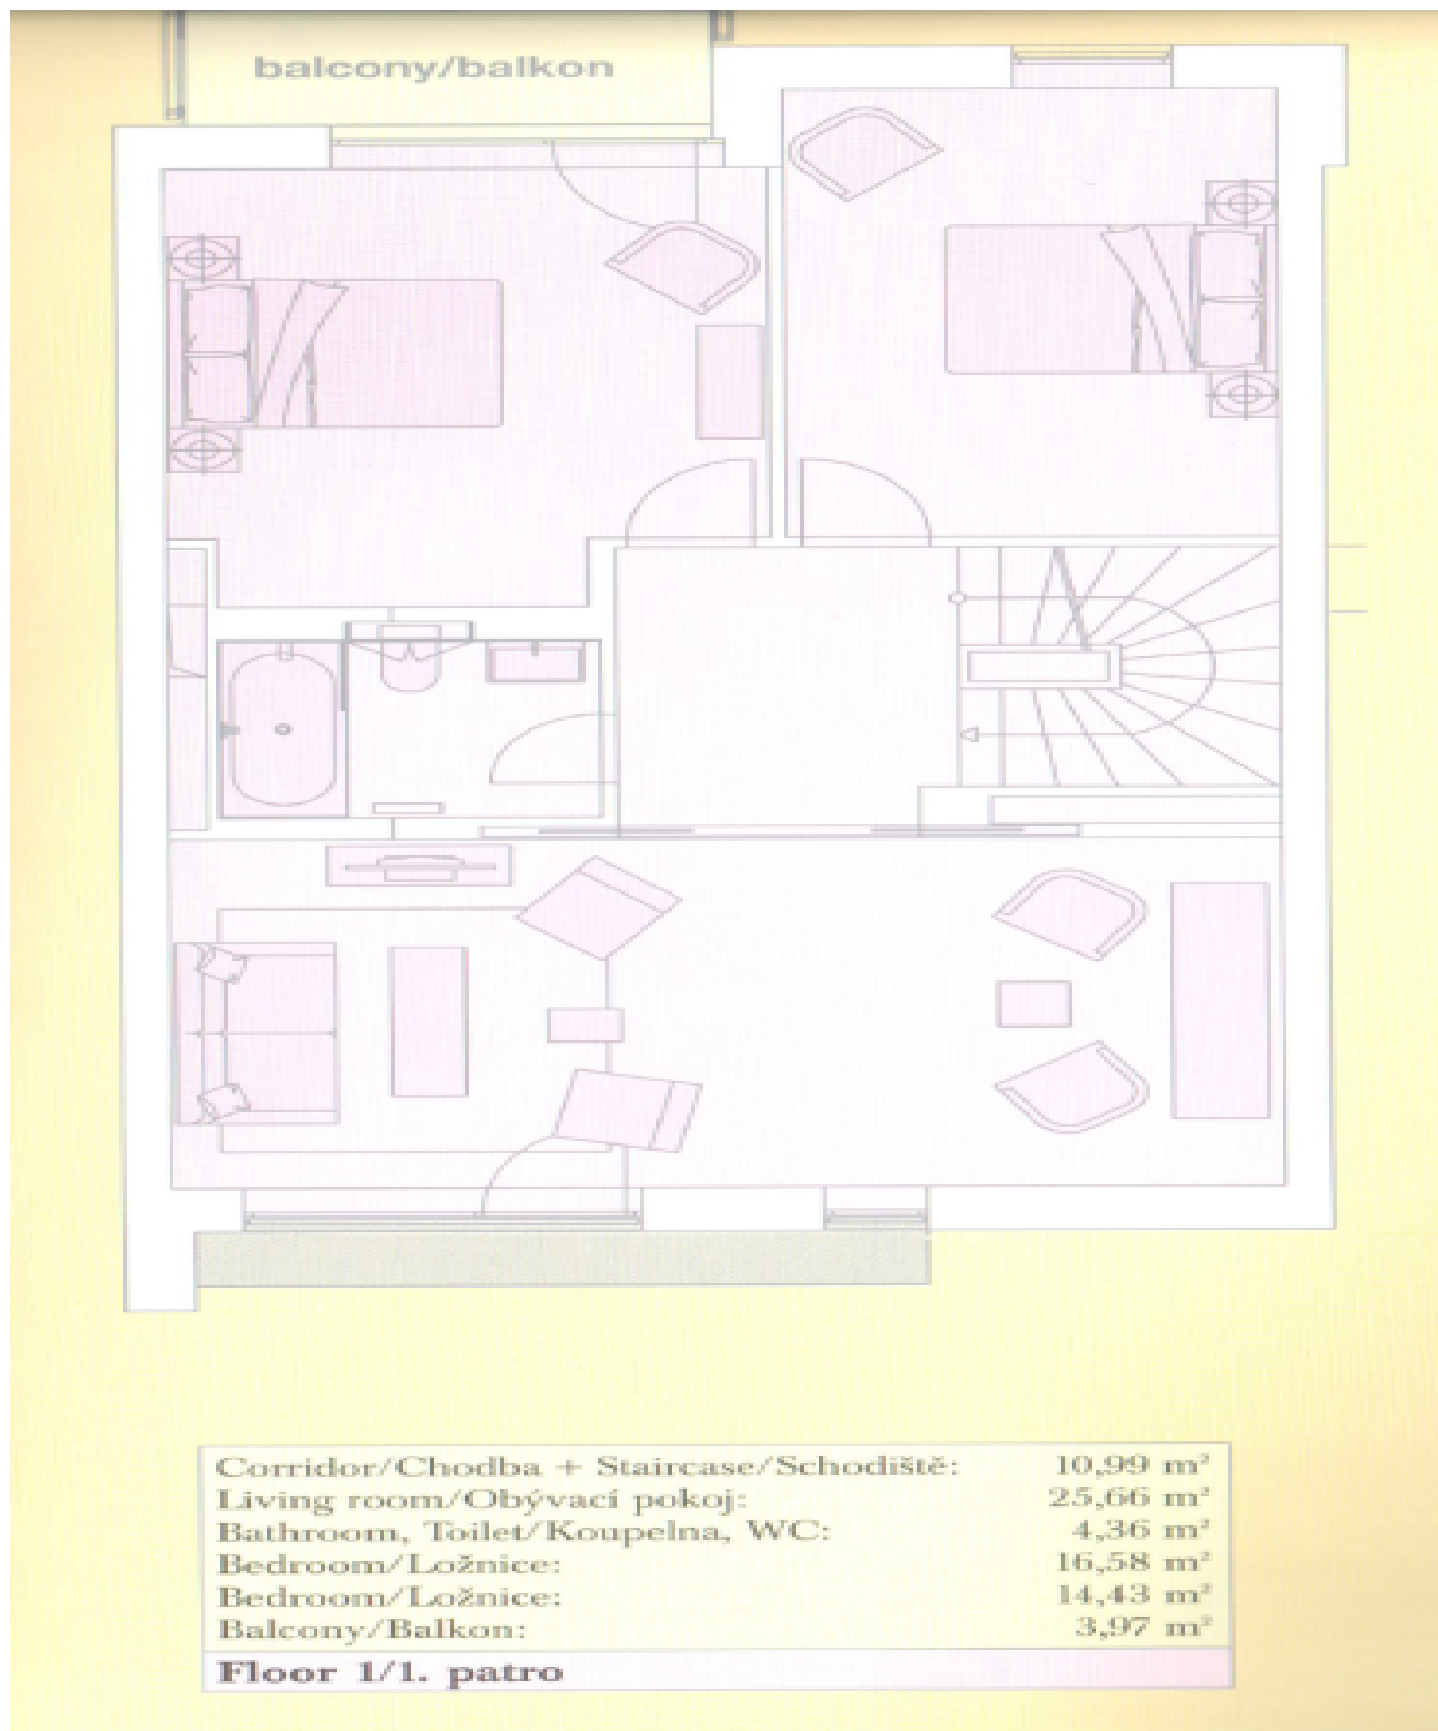 balcony/balkon
Corridor/Chodba + Staircase/Schodiště: 10,99 m²
Living room/Obývací pokoj: 25,66 m²
Bathroom, Toilet/Koupelna, WC: 4,36 m²
Bedroom/Ložnice: 16,58 m²
Bedroom/Ložnice: 14,43 m²
Balcony/Balkon: 3,97 m²
Floor 1/1. patro